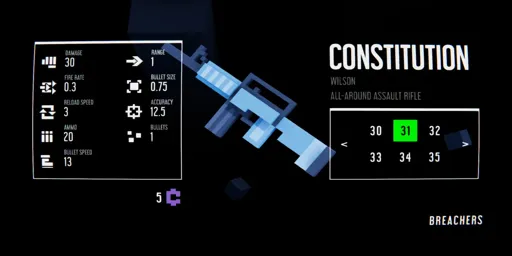 DAMAGE
30
RANGE
1
FIRE RATE
0.3
BULLET SIZE
0.75
RELOAD SPEED
3
ACCURACY
12.5
AMMO
20
BULLETS
1
BULLET SPEED
13
5
CONSTITUTION
WILSON
ALL-AROUND ASSAULT RIFLE
30 31 32
< >
33 34 35
BREACHERS